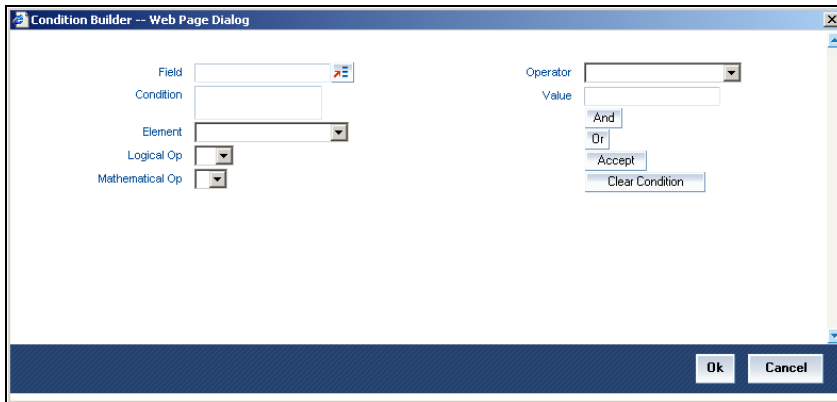 Condition Builder -- Web Page Dialog
Field
Operator
Condition
Value
And
Element
Or
Logical Op
Accept
Mathematical Op
Clear Condition
Ok
Cancel